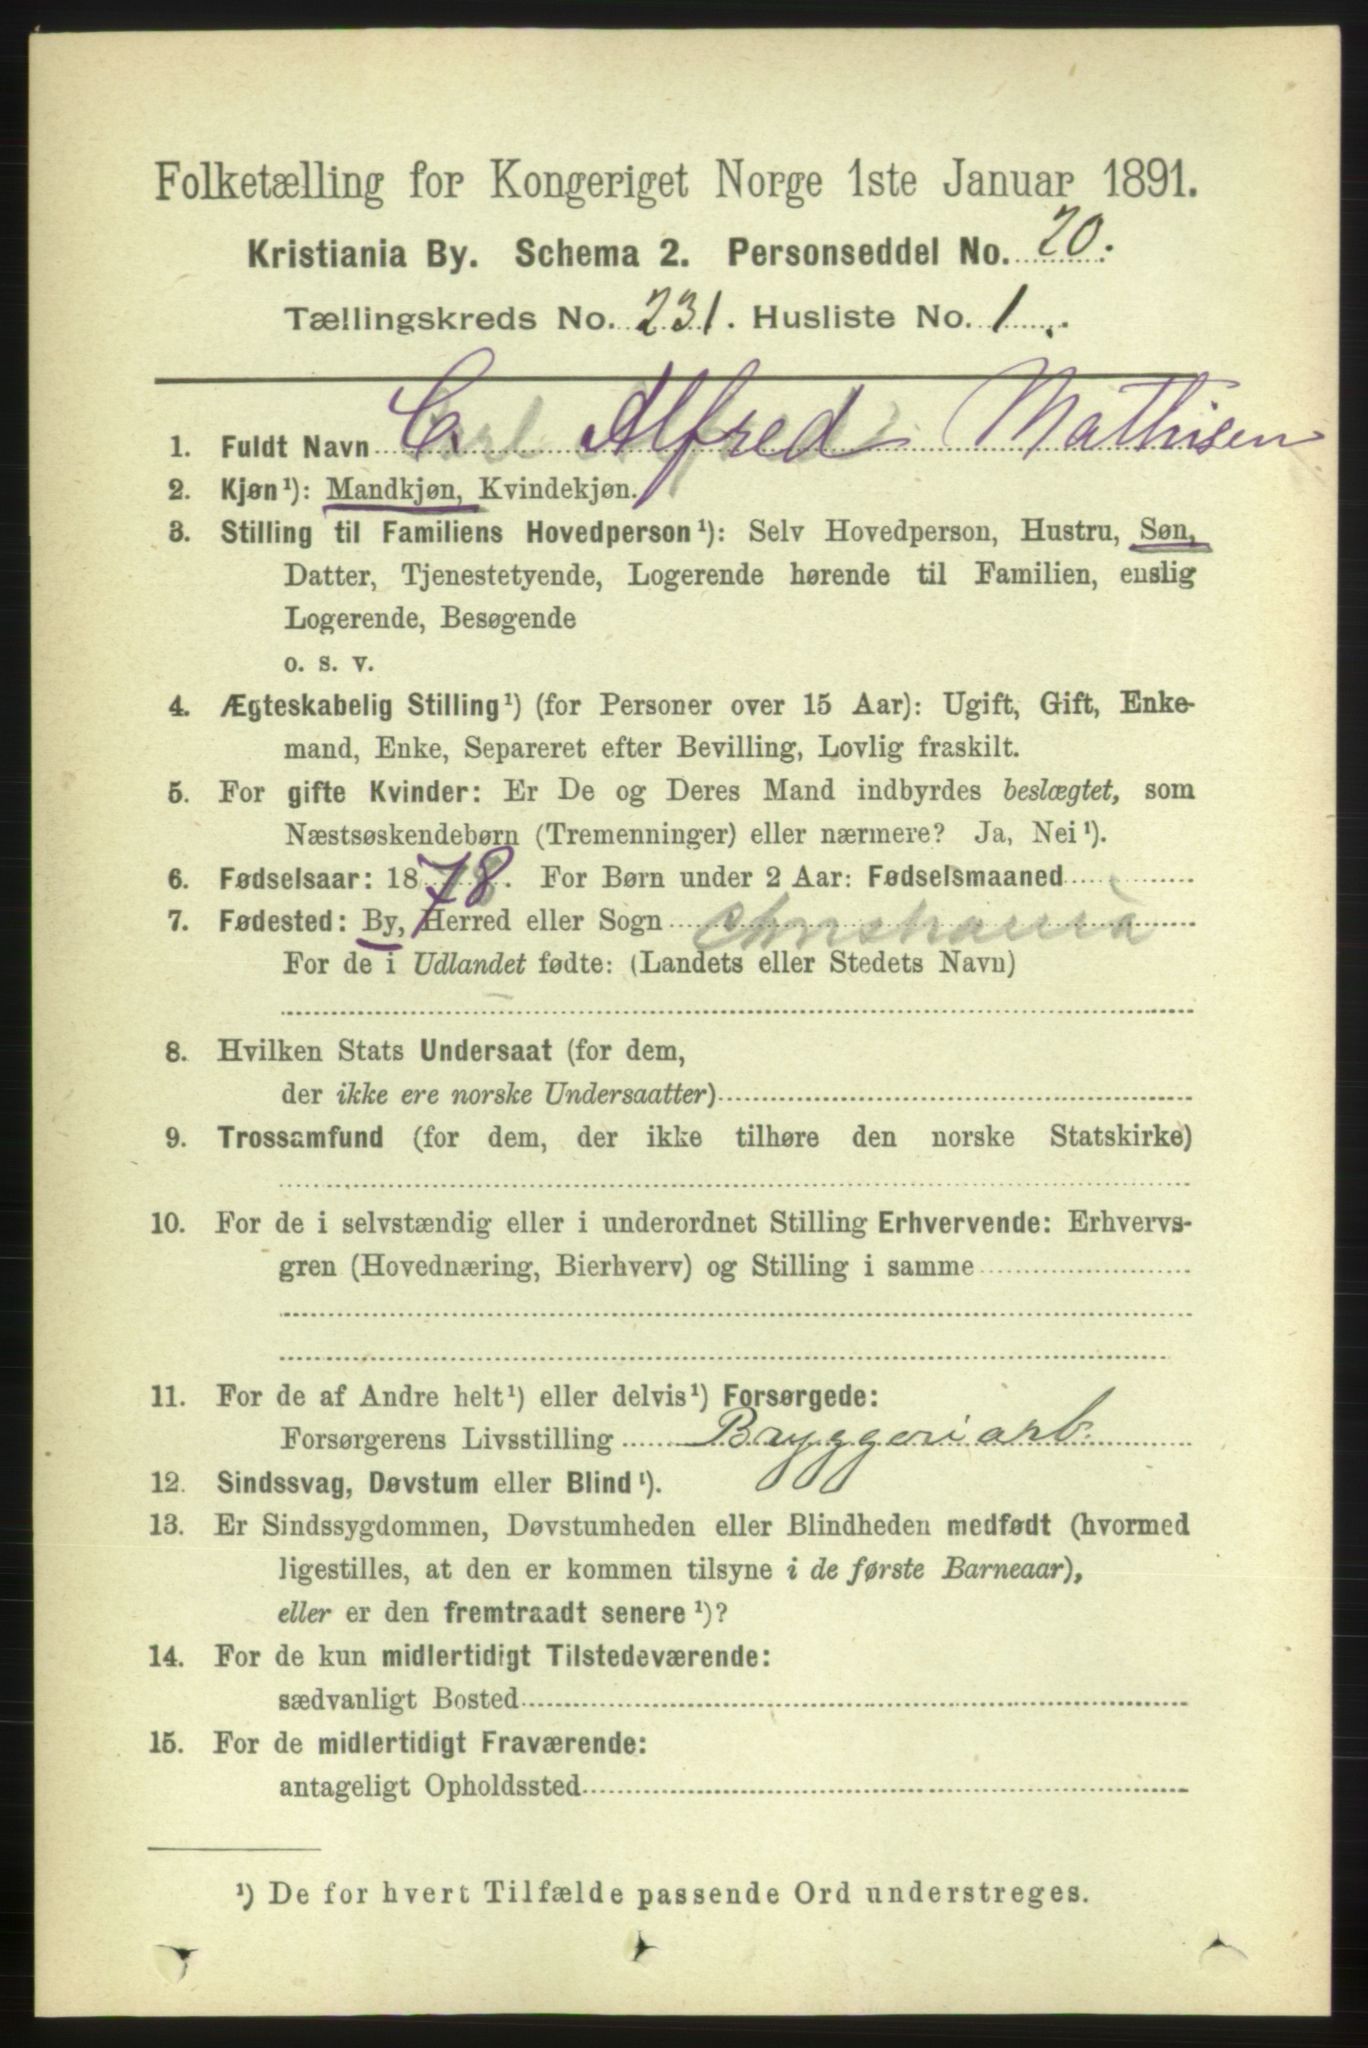 Folketælling for Kongeriget Norge 1ste Januar 1891.
Kristiania By. Schema 2. Personseddel No. 20.
Tællingskreds No. 231. Husliste No. 1.
1. Fuldt Navn C. Alfred Mathisen
2. Kjøn¹): Mandkjøn, Kvindekjøn.
3. Stilling til Familiens Hovedperson¹): Selv Hovedperson, Hustru, Søn,
Datter, Tjenestetyende, Logerende hørende til Familien, enslig
Logerende, Besøgende
o. s. v.
4. Ægteskabelig Stilling¹) (for Personer over 15 Aar): Ugift, Gift, Enke-
mand, Enke, Separeret efter Bevilling, Lovlig fraskilt.
5. For gifte Kvinder: Er De og Deres Mand indbyrdes beslægtet, som
Næstsøskendebørn (Tremenninger) eller nærmere? Ja, Nei¹).
6. Fødselsaar: 1878. For Børn under 2 Aar: Fødselsmaaned
7. Fødested: By, Herred eller Sogn Christiania
For de i Udlandet fødte: (Landets eller Stedets Navn)
8. Hvilken Stats Undersaat (for dem,
der ikke ere norske Undersaatter)
9. Trossamfund (for dem, der ikke tilhøre den norske Statskirke)
10. For de i selvstændig eller i underordnet Stilling Erhvervende: Erhvervs-
gren (Hovednæring, Bierhverv) og Stilling i samme
11. For de af Andre helt¹) eller delvis¹) Forsørgede:
Forsørgerens Livsstilling Bryggeriarb.
12. Sindssvag, Døvstum eller Blind¹).
13. Er Sindssygdommen, Døvstumheden eller Blindheden medfødt (hvormed
ligestilles, at den er kommen tilsyne i de første Barneaar),
eller er den fremtraadt senere¹)?
14. For de kun midlertidigt Tilstedeværende:
sædvanligt Bosted
15. For de midlertidigt Fraværende:
antageligt Opholdssted
¹) De for hvert Tilfælde passende Ord understreges.